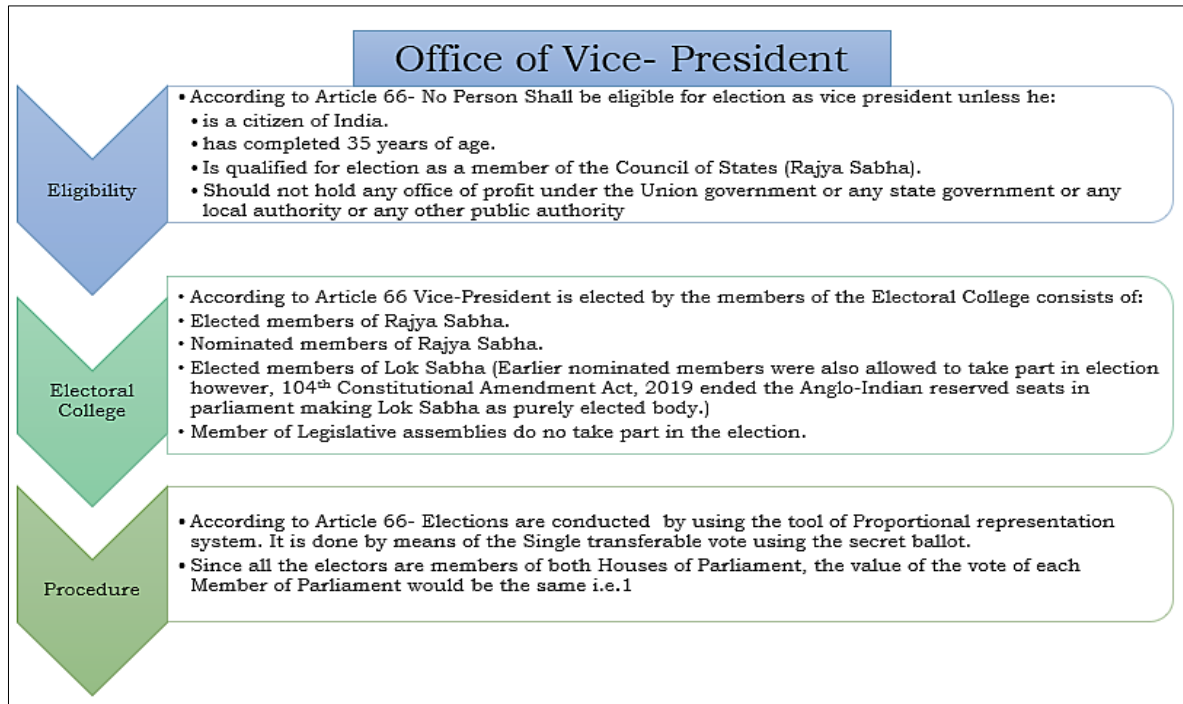 Office of Vice- President
Eligibility
• According to Article 66- No Person Shall be eligible for election as vice president unless he:
• is a citizen of India.
• has completed 35 years of age.
• Is qualified for election as a member of the Council of States (Rajya Sabha).
• Should not hold any office of profit under the Union government or any state government or any
local authority or any other public authority
Electoral
College
• According to Article 66 Vice-President is elected by the members of the Electoral College consists of:
• Elected members of Rajya Sabha.
• Nominated members of Rajya Sabha.
• Elected members of Lok Sabha (Earlier nominated members were also allowed to take part in election
however, 104th Constitutional Amendment Act, 2019 ended the Anglo-Indian reserved seats in
parliament making Lok Sabha as purely elected body.)
• Member of Legislative assemblies do no take part in the election.
Procedure
• According to Article 66- Elections are conducted by using the tool of Proportional representation
system. It is done by means of the Single transferable vote using the secret ballot.
• Since all the electors are members of both Houses of Parliament, the value of the vote of each
Member of Parliament would be the same i.e.1